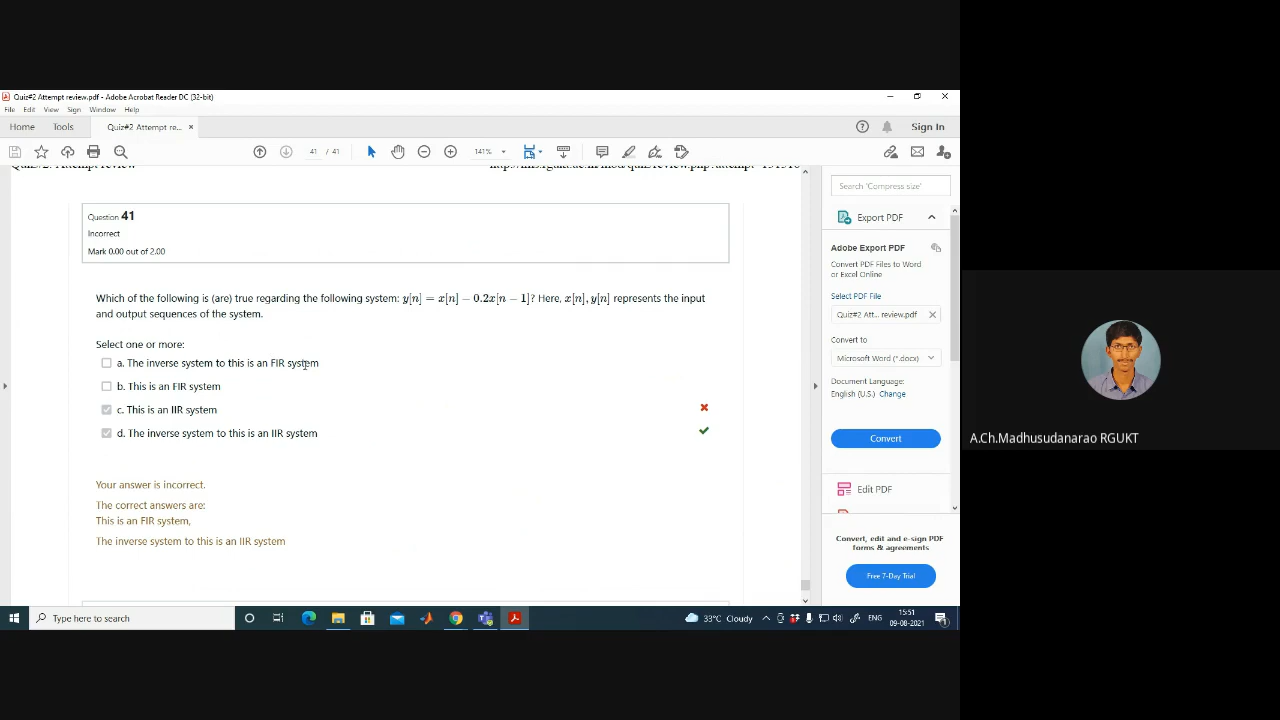 Quiz#2 Attempt review.pdf - Adobe Acrobat Reader DC (32-bit)
File Edit View Sign Window Help
Home Tools Quiz#2 Attempt re... × Sign In
41 / 41 141%
Question 41
Incorrect
Mark 0.00 out of 2.00
Which of the following is (are) true regarding the following system: y[n] = x[n] − 0.2x[n − 1]? Here, x[n], y[n] represents the input
and output sequences of the system.
Select one or more:
a. The inverse system to this is an FIR system
b. This is an FIR system
c. This is an IIR system
d. The inverse system to this is an IIR system
Your answer is incorrect.
The correct answers are:
This is an FIR system,
The inverse system to this is an IIR system
Search 'Compress size'
Export PDF
Adobe Export PDF
Convert PDF Files to Word
or Excel Online
Select PDF File
Quiz#2 Att... review.pdf
Convert to
Microsoft Word (*.docx)
Document Language:
English (U.S.) Change
Convert
Edit PDF
Convert, edit and e-sign PDF
forms & agreements
Free 7-Day Trial
A.Ch.Madhusudanarao RGUKT
Type here to search
33°C Cloudy
ENG
15:51
09-08-2021